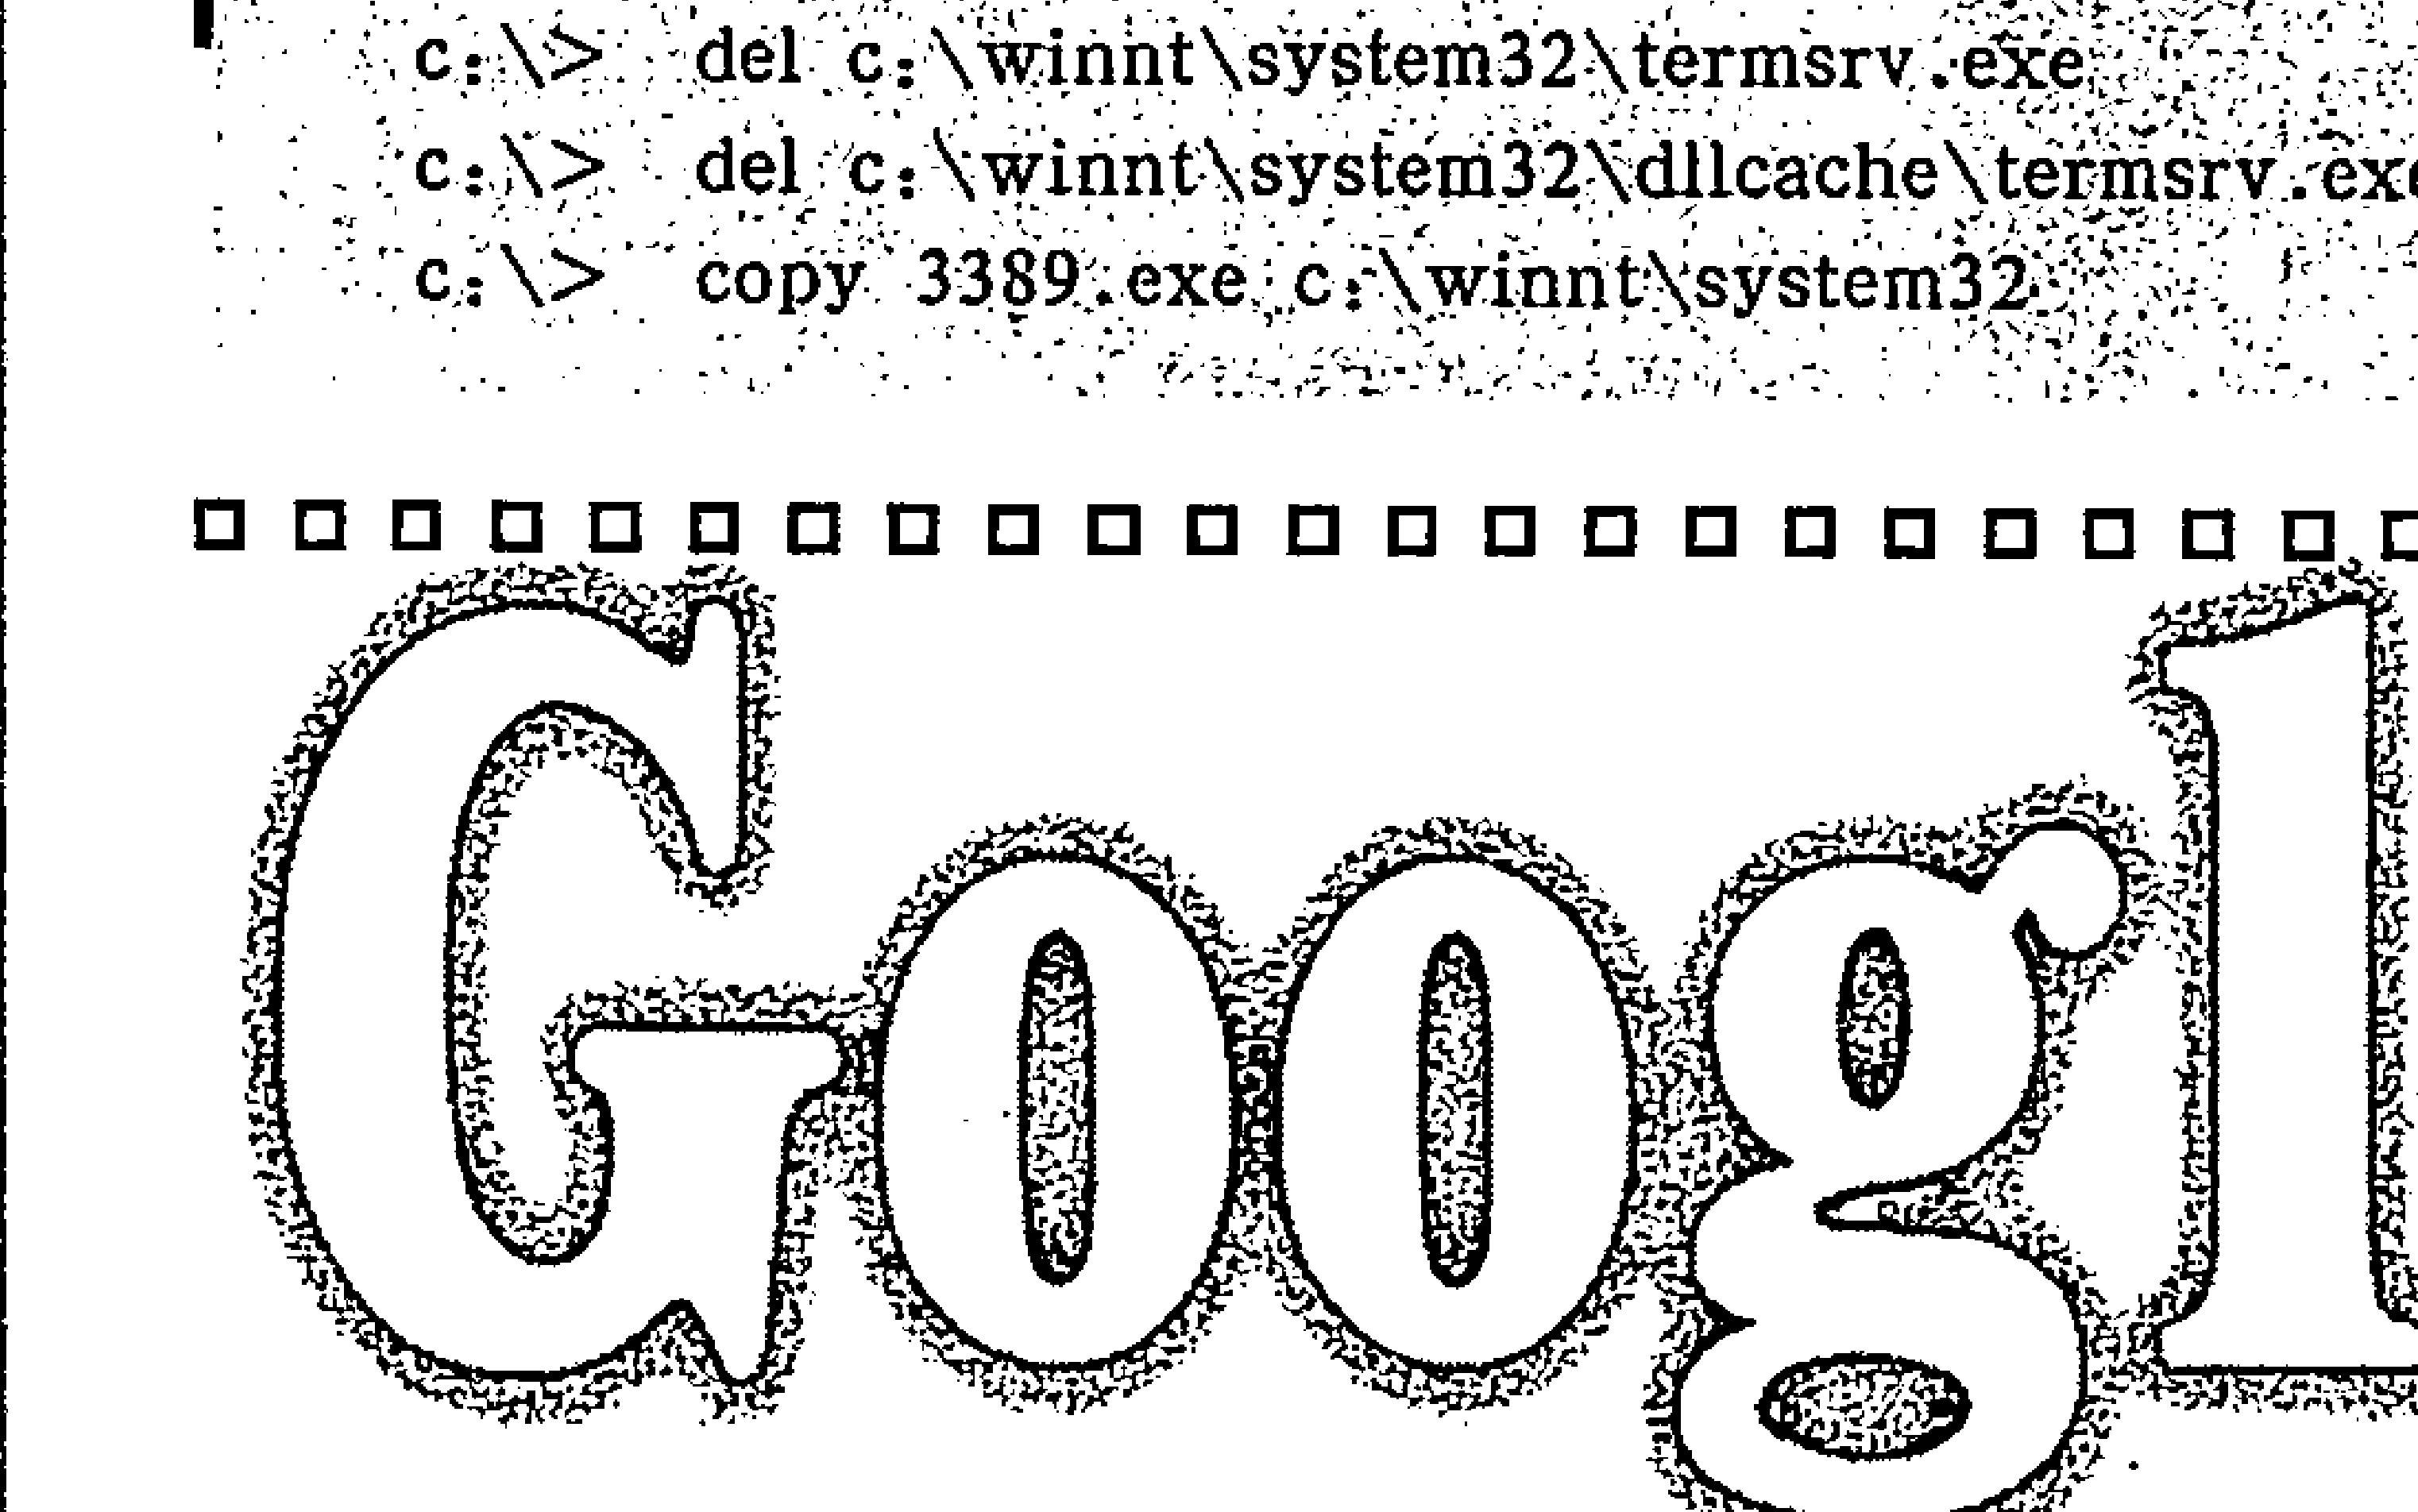 c:\> del c:\winnt\system32\termsrv.exe
c:\> del c:\winnt\system32\dllcache\termsrv.exe
c:\> copy 3389.exe c:\winnt\system32
Googl